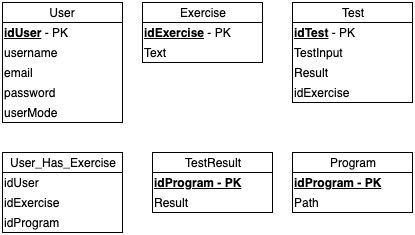 User
idUser - PK
username
email
password
userMode
Exercise
idExercise - PK
Text
Test
idTest - PK
TestInput
Result
idExercise
User_Has_Exercise
idUser
idExercise
idProgram
TestResult
idProgram - PK
Result
Program
idProgram - PK
Path